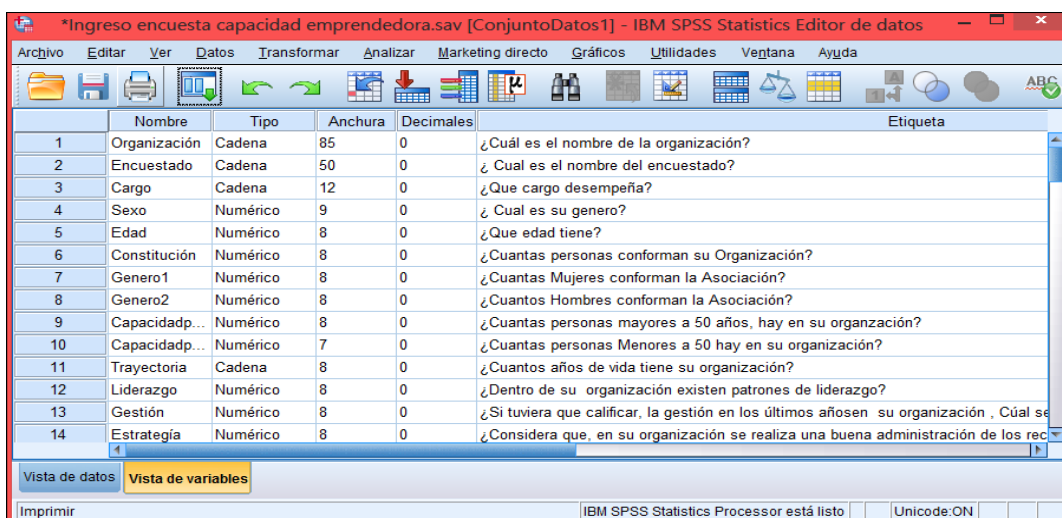 *Ingreso encuesta capacidad emprendedora.sav [ConjuntoDatos1] - IBM SPSS Statistics Editor de datos
Archivo Editar Ver Datos Transformar Analizar Marketing directo Gráficos Utilidades Ventana Ayuda
Nombre Tipo Anchura Decimales Etiqueta
1 Organización Cadena 85 0 ¿Cuál es el nombre de la organización?
2 Encuestado Cadena 50 0 ¿ Cual es el nombre del encuestado?
3 Cargo Cadena 12 0 ¿Que cargo desempeña?
4 Sexo Numérico 9 0 ¿ Cual es su genero?
5 Edad Numérico 8 0 ¿Que edad tiene?
6 Constitución Numérico 8 0 ¿Cuantas personas conforman su Organización?
7 Genero1 Numérico 8 0 ¿Cuantas Mujeres conforman la Asociación?
8 Genero2 Numérico 8 0 ¿Cuantos Hombres conforman la Asociación?
9 Capacidadp... Numérico 8 0 ¿Cuantas personas mayores a 50 años, hay en su organzación?
10 Capacidadp... Numérico 7 0 ¿Cuantas personas Menores a 50 hay en su organización?
11 Trayectoria Cadena 8 0 ¿Cuantos años de vida tiene su organización?
12 Liderazgo Numérico 8 0 ¿Dentro de su organización existen patrones de liderazgo?
13 Gestión Numérico 8 0 ¿Si tuviera que calificar, la gestión en los últimos añosen su organización , Cúal se
14 Estrategía Numérico 8 0 ¿Considera que, en su organización se realiza una buena administración de los rec
Vista de datos Vista de variables
Imprimir IBM SPSS Statistics Processor está listo Unicode:ON